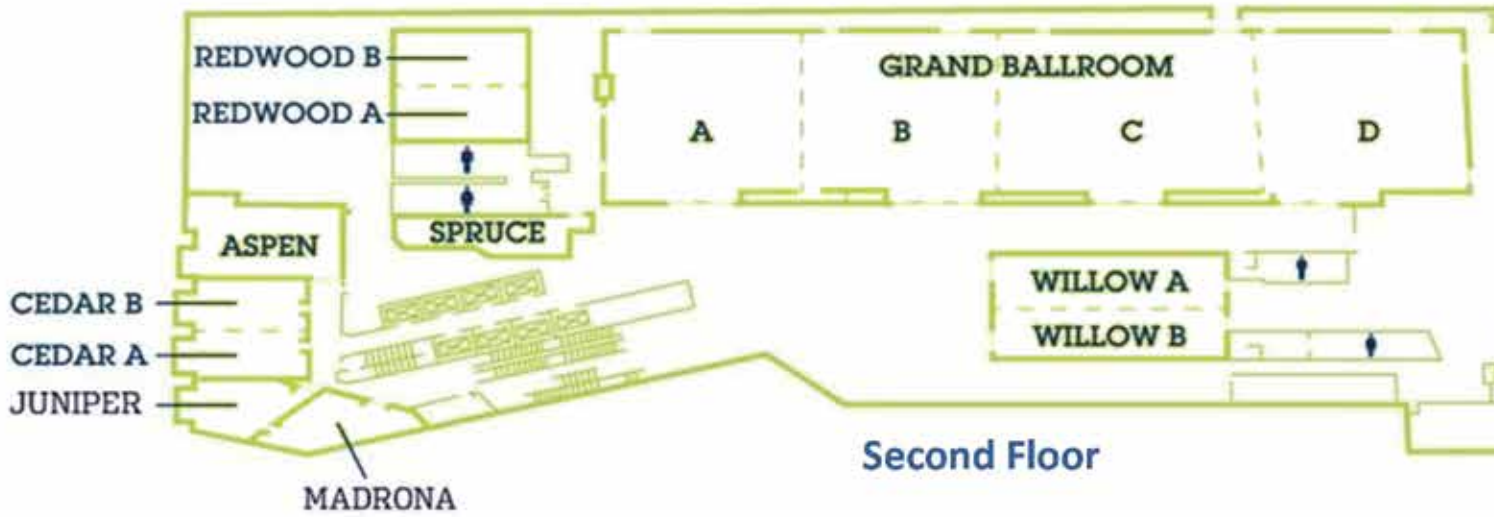 REDWOOD B
REDWOOD A
GRAND BALLROOM
A
B
C
D
SPRUCE
ASPEN
CEDAR B
CEDAR A
JUNIPER
MADRONA
WILLOW A
WILLOW B
Second Floor